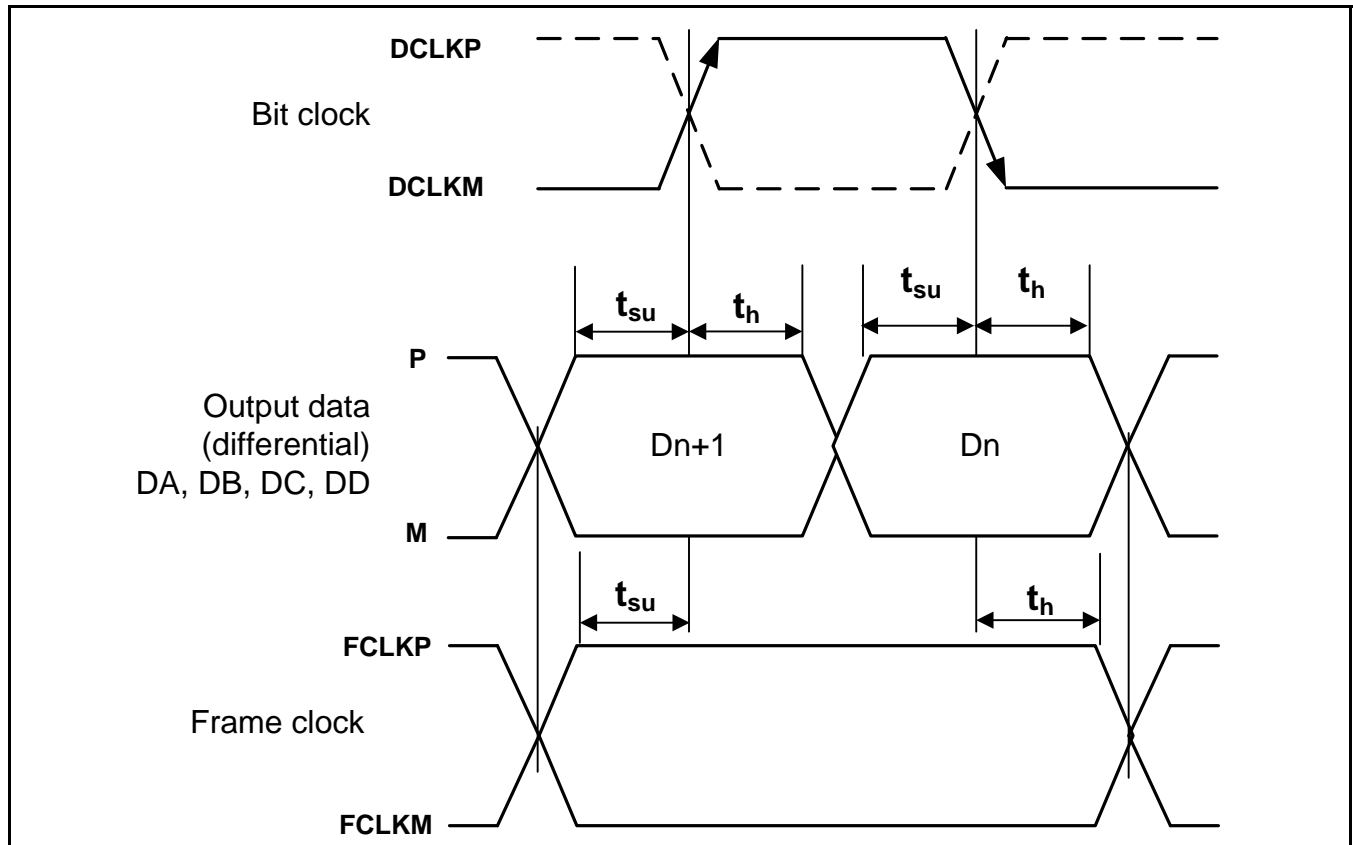 DCLKP
Bit clock
DCLKM
tsu
th
tsu
th
P
Output data
(differential)
DA, DB, DC, DD
Dn+1
Dn
M
tsu
th
FCLKP
Frame clock
FCLKM